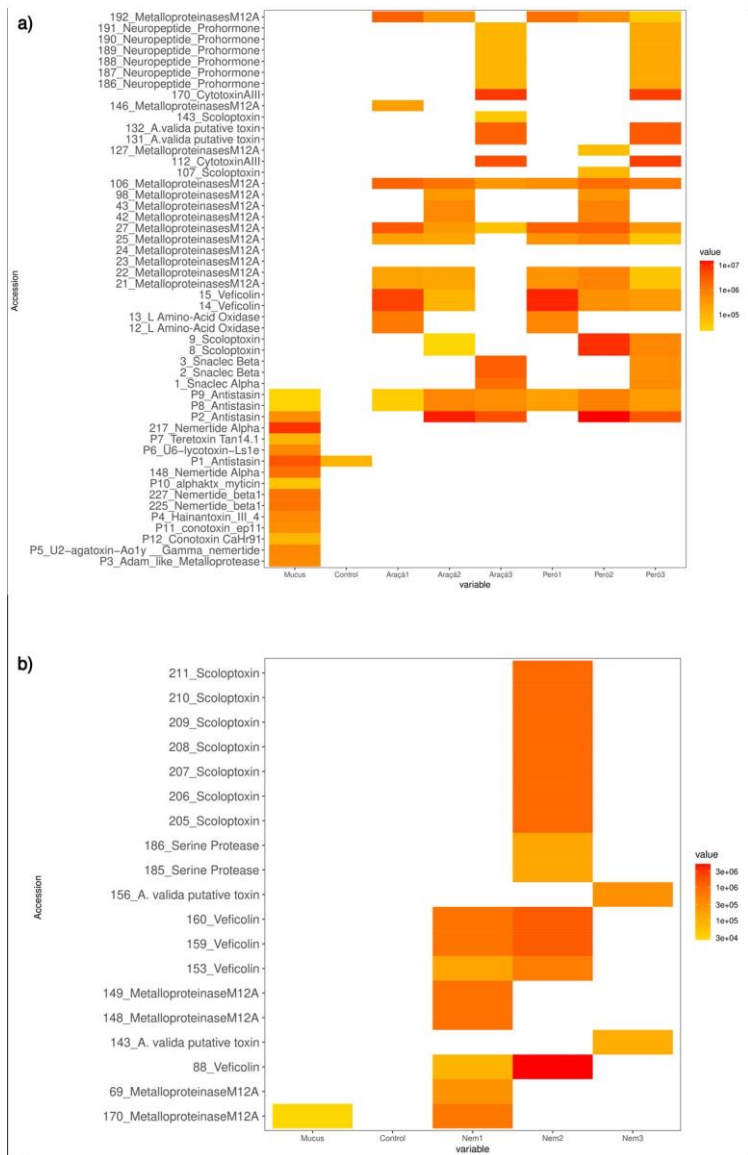 a)
192_MetalloproteinasesM12A
191_Neuropeptide_Prohormone
190_Neuropeptide_Prohormone
189_Neuropeptide_Prohormone
188_Neuropeptide_Prohormone
187_Neuropeptide_Prohormone
186_Neuropeptide_Prohormone
170_CytotoxinAIII
146_MetalloproteinasesM12A
143_Scoloptoxin
132_A.valida putative toxin
131_A.valida putative toxin
127_MetalloproteinasesM12A
112_CytotoxinAIII
107_Scoloptoxin
106_MetalloproteinasesM12A
98_MetalloproteinasesM12A
43_MetalloproteinasesM12A
42_MetalloproteinasesM12A
27_MetalloproteinasesM12A
25_MetalloproteinasesM12A
24_MetalloproteinasesM12A
23_MetalloproteinasesM12A
22_MetalloproteinasesM12A
21_MetalloproteinasesM12A
15_Veficolin
14_Veficolin
13_L Amino-Acid Oxidase
12_L Amino-Acid Oxidase
9_Scoloptoxin
8_Scoloptoxin
3_Snaclec Beta
2_Snaclec Beta
1_Snaclec Alpha
P9_Antistasin
P8_Antistasin
P2_Antistasin
217_Nemertide Alpha
P7_Teretoxin Tan14.1
P6_U6-lycotoxin-Ls1e
P1_Antistasin
148_Nemertide Alpha
P10_alphaktx_myticin
227_Nemertide_beta1
225_Nemertide_beta1
P4_Hainantoxin_III_4
P11_conotoxin_ep11
P12_Conotoxin CaHr91
P5_U2-agatoxin-Ao1y__Gamma_nemertide
P3_Adam_like_Metalloprotease
Accession
Mucus Control Araçá1 Araçá2 Araçá3 Peró1 Peró2 Peró3
variable
value
1e+07
1e+06
1e+05
b)
211_Scoloptoxin
210_Scoloptoxin
209_Scoloptoxin
208_Scoloptoxin
207_Scoloptoxin
206_Scoloptoxin
205_Scoloptoxin
186_Serine Protease
185_Serine Protease
156_A. valida putative toxin
160_Veficolin
159_Veficolin
153_Veficolin
149_MetalloproteinaseM12A
148_MetalloproteinaseM12A
143_A. valida putative toxin
88_Veficolin
69_MetalloproteinaseM12A
170_MetalloproteinaseM12A
Accession
Mucus Control Nem1 Nem2 Nem3
variable
value
3e+06
1e+06
3e+05
1e+05
3e+04